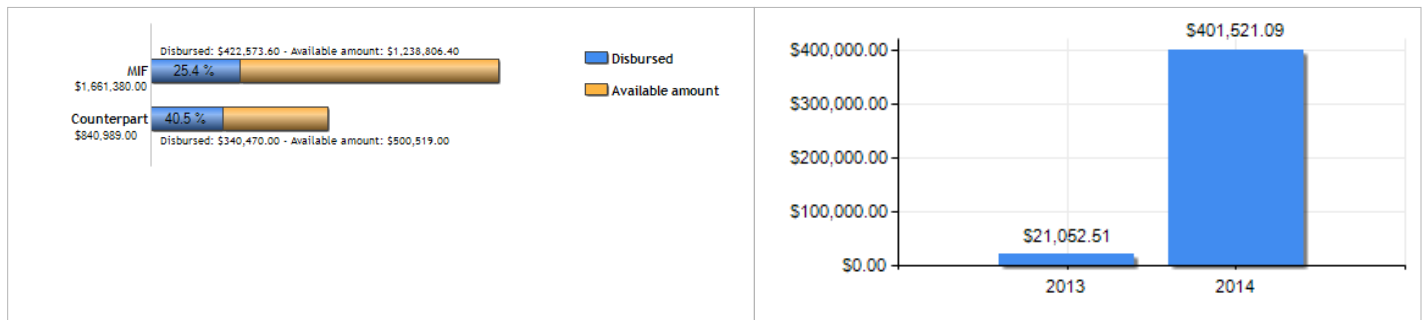 Disbursed: $422,573.60 - Available amount: $1,238,806.40
MIF
25.4 %
$1,661,380.00
Counterpart
40.5 %
$840,989.00
Disbursed: $340,470.00 - Available amount: $500,519.00
Disbursed
Available amount
$401,521.09
$400,000.00
$300,000.00
$200,000.00
$100,000.00
$21,052.51
$0.00
2013
2014